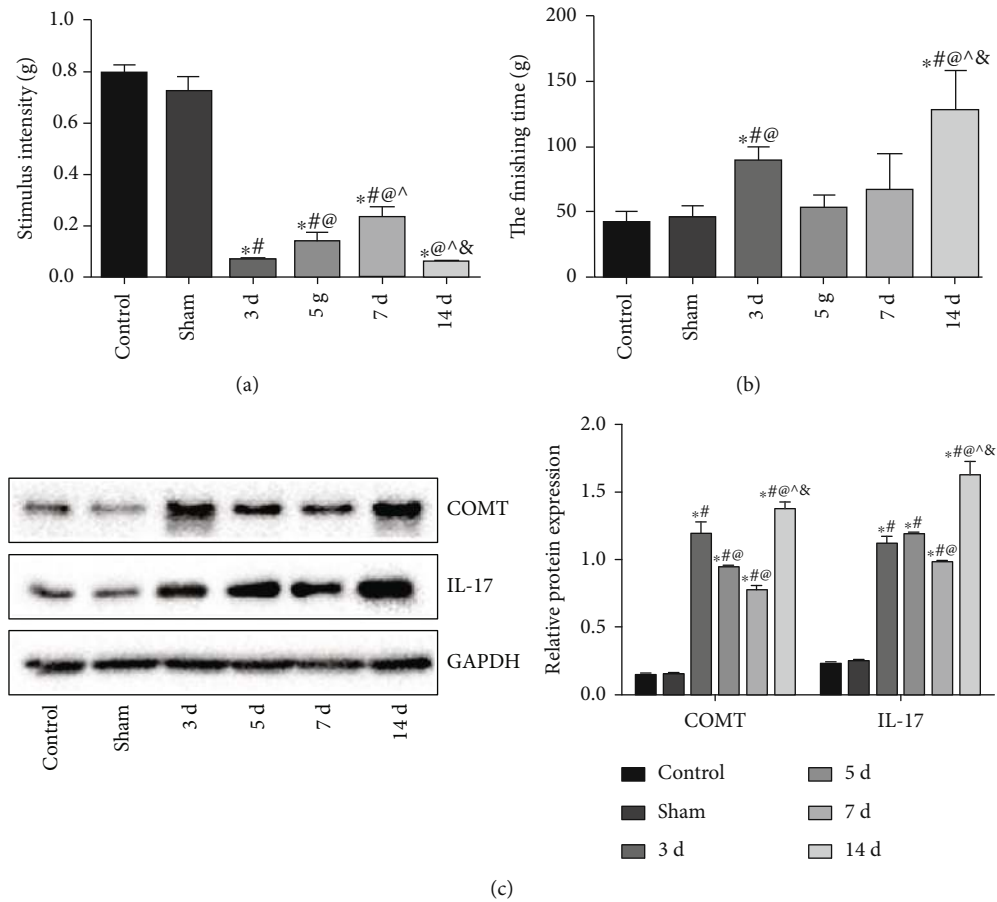 Stimulus intensity (g)
1.0
0.8
0.6
0.4
0.2
0.0
*#
*#@
*#@^
*@^&
Control
Sham
3 d
5 g
7 d
14 d
(a)
The finishing time (g)
200
150
100
50
0
*#@
*#@^&
Control
Sham
3 d
5 g
7 d
14 d
(b)
COMT
IL-17
GAPDH
Control
Sham
3 d
5 d
7 d
14 d
Relative protein expression
2.0
1.5
1.0
0.5
0.0
*#
*#@
*#@
*#@^&
*#
*#
*#@
*#@^&
COMT
IL-17
Control
Sham
3 d
5 d
7 d
14 d
(c)